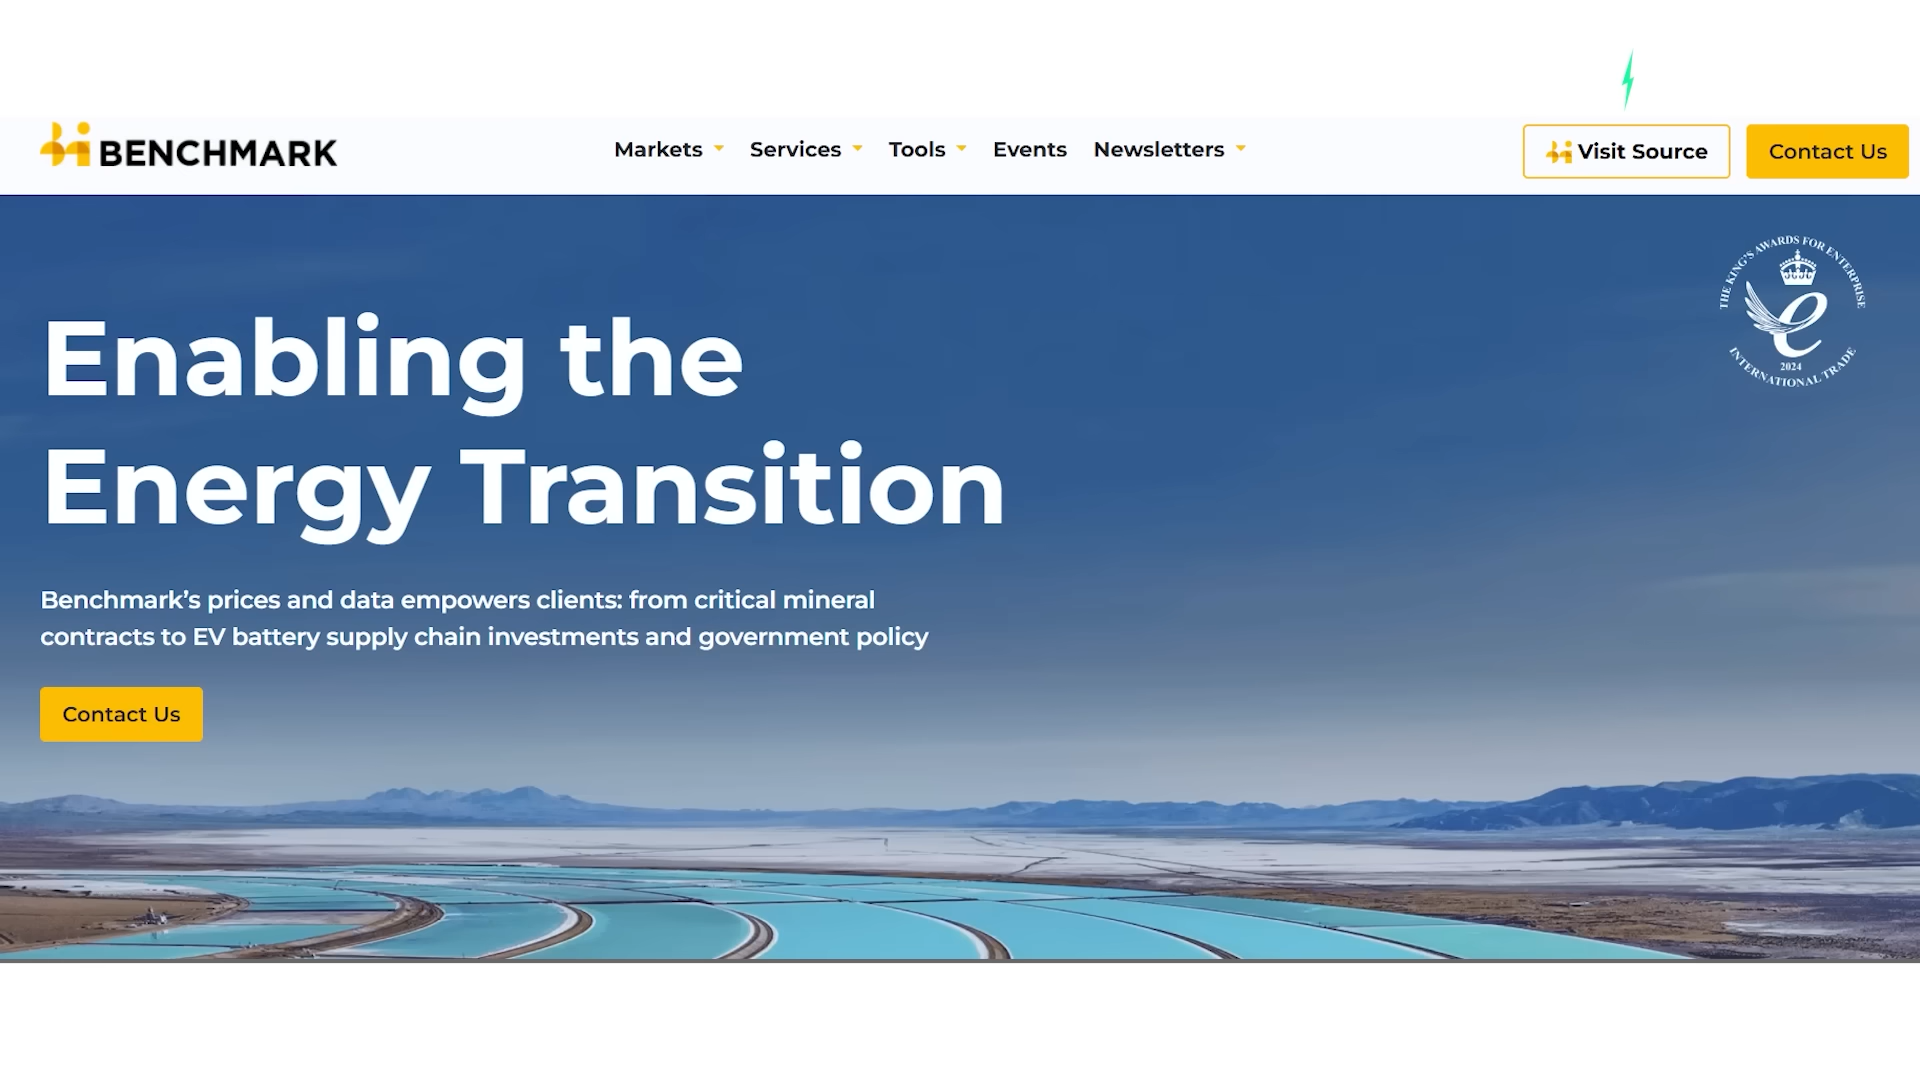 BENCHMARK
Markets
Services
Tools
Events
Newsletters
Visit Source
Contact Us
THE KING'S AWARDS FOR ENTERPRISE
2024
INTERNATIONAL TRADE
Enabling the
Energy Transition
Benchmark’s prices and data empowers clients: from critical mineral
contracts to EV battery supply chain investments and government policy
Contact Us